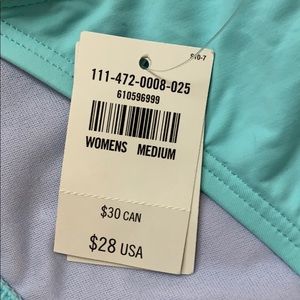 111-472-0008-025
610596999
WOMENS MEDIUM
$30 CAN
$28 USA